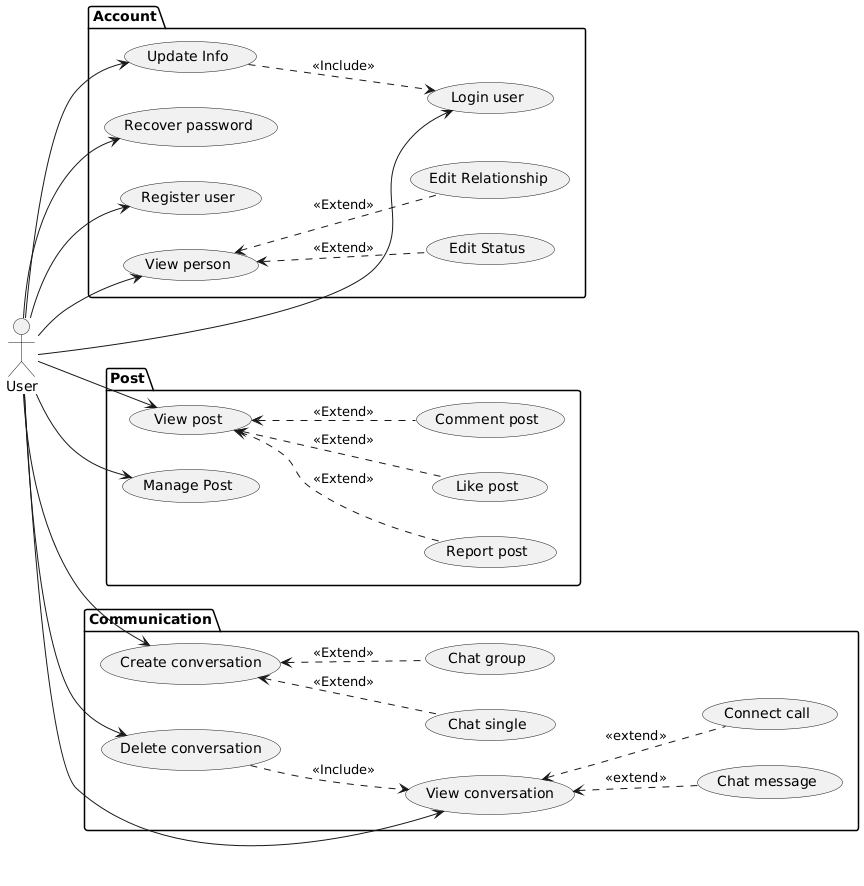 Account
Update Info
«Include»
Login user
Recover password
Edit Relationship
Register user
«Extend»
«Extend»
Edit Status
View person
User
Post
View post
«Extend»
Comment post
«Extend»
Manage Post
«Extend»
Like post
Report post
Communication
Create conversation
«Extend»
Chat group
«Extend»
Chat single
Connect call
Delete conversation
«extend»
«Include»
View conversation
«extend»
Chat message